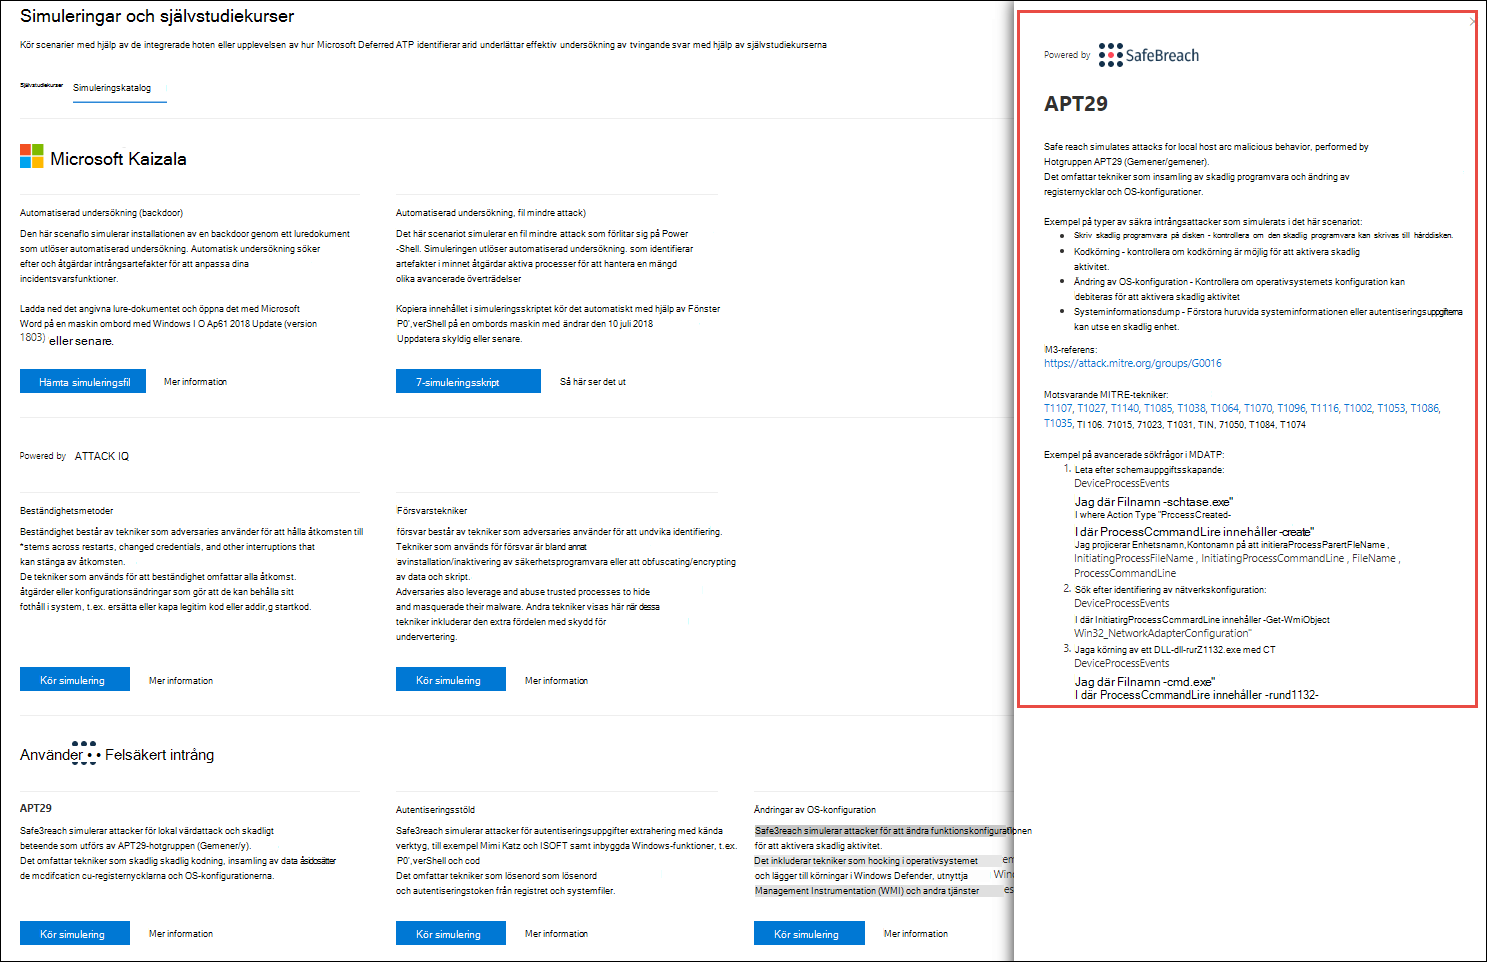 Simuleringar och självstudiekurser
Kör scenarier med hjälp av de integrerade hoten eller upplevelsen av hur Microsoft Deferred ATP identifierar arid underlättar effektiv undersökning av tvingande svar med hjälp av självstudiekurserna
Självstudiekurser
Simuleringskatalog
Microsoft Kaizala
Automatiserad undersökning (backdoor)
Den här scenaflo simulerar installationen av en backdoor genom ett luredokument
som utlöser automatiserad undersökning. Automatisk undersökning söker
efter och åtgärdar intrångsartefakter för att anpassa dina
incidentsvarsfunktioner.
Ladda ned det angivna lure-dokumentet och öppna det med Microsoft
Word på en maskin ombord med Windows I O Ap61 2018 Update (version
1803) eller senare.
Hämta simuleringsfil
Mer information
Automatiserad undersökning, fil mindre attack)
Det här scenariot simulerar en fil mindre attack som förlitar sig på Power
-Shell. Simuleringen utlöser automatiserad undersökning. som identifierar
artefakter i minnet åtgärdar aktiva processer för att hantera en mängd
olika avancerade överträdelser
Kopiera innehållet i simuleringsskriptet kör det automatiskt med hjälp av Fönster
P0',verShell på en ombords maskin med ändrar den 10 juli 2018
Uppdatera skyldig eller senare.
7-simuleringsskript
Så här ser det ut
Powered by ATTACK IQ
Beständighetsmetoder
Beständighet består av tekniker som adversaries använder för att hålla åtkomsten till
*stems across restarts, changed credentials, and other interruptions that
kan stänga av åtkomsten.
De tekniker som används för att beständighet omfattar alla åtkomst.
åtgärder eller konfigurationsändringar som gör att de kan behålla sitt
fothåll i system, t.ex. ersätta eller kapa legitim kod eller addir,g startkod.
Kör simulering
Mer information
Försvarstekniker
försvar består av tekniker som adversaries använder för att undvika identifiering.
Tekniker som används för försvar är bland annat
avinstallation/inaktivering av säkerhetsprogramvara eller att obfuscating/encrypting
av data och skript.
Adversaries also leverage and abuse trusted processes to hide
and masquerade their malware. Andra tekniker visas här när dessa
tekniker inkluderar den extra fördelen med skydd för
undervertering.
Kör simulering
Mer information
Använder Felsäkert intrång
APT29
Safe3reach simulerar attacker för lokal värdattack och skadligt
beteende som utförs av APT29-hotgruppen (Gemener/y).
Det omfattar tekniker som skadlig skadlig kodning, insamling av data åsidosätter
de mcdifcation cu-registernycklarna och OS-konfigurationerna.
Kör simulering
Mer information
Autentiseringsstöld
Safe3reach simulerar attacker för autentiseringsuppgifter extrahering med kända
verktyg, till exempel Mimi Katz och ISOFT samt inbyggda Windows-funktioner, t.ex.
P0',verShell och cod
Det omfattar tekniker som lösenord som lösenord
och autentiseringstoken från registret och systemfiler.
Kör simulering
Mer information
Ändringar av OS-konfiguration
Safe3reach simulerar attacker för att ändra funktionskonfigurationen
för att aktivera skadlig aktivitet.
Det inkluderar tekniker som hocking i operativsystemet em
och lägger till körningar i Windows Defender, utnyttja Wind
Management Instrumentation (WMI) och andra tjänster es
Kör simulering
Mer information
Powered by SafeBreach
APT29
Safe reach simulates attacks for local host arc malicious behavior, performed by
Hotgruppen APT29 (Gemener/gemener).
Det omfattar tekniker som insamling av skadlig programvara och ändring av
registernycklar och OS-konfigurationer.
Exempel på typer av säkra intrångsattacker som simulerats i det här scenariot:
• Skriv skadlig programvara på disken - kontrollera om den skadlig programvara kan skrivas till hårddisken.
• Kodkörning - kontrollera om kodkörning är möjlig för att aktivera skadlig
aktivitet.
• Ändring av OS-konfiguration - Kontrollera om operativsystemets konfiguration kan
debiteras för att aktivera skadlig aktivitet
• Systeminformationsdump - Förstora huruvida systeminformationen eller autentiseringsuppgifterna
kan utse en skadlig enhet.
M3-referens:
https://attack.mitre.org/groups/G0016
Motsvarande MITRE-tekniker:
T1107, T1027, T1140, T1085, T1038, T1064, T1070, T1096, T1116, T1002, T1053, T1086,
T1035, TI 106. 71015, 71023, T1031, TIN, 71050, T1084, T1074
Exempel på avancerade sökfrågor i MDATP:
1. Leta efter schemauppgiftsskapande:
DeviceProcessEvents
Jag där Filnamn -schtase.exe"
I where Action Type "ProcessCreated-
I där ProcessCcmmandLire innehåller -create"
Jag projicerar Enhetsnamn,Kontonamn på att initieraProcessParertFleName ,
InitiatingProcessFileName , InitiatingProcessCommandLine , FileName ,
ProcessCommandLine
2. Sök efter identifiering av nätverkskonfiguration:
DeviceProcessEvents
I där InitiatirgProcessCcmmardLine innehåller -Get-WmiObject
Win32_NetworkAdapterConfiguration"
3. Jaga körning av ett DLL-dll-rurZ1132.exe med CT
DeviceProcessEvents
Jag där Filnamn -cmd.exe"
I där ProcessCcmmandLire innehåller -rund1132-